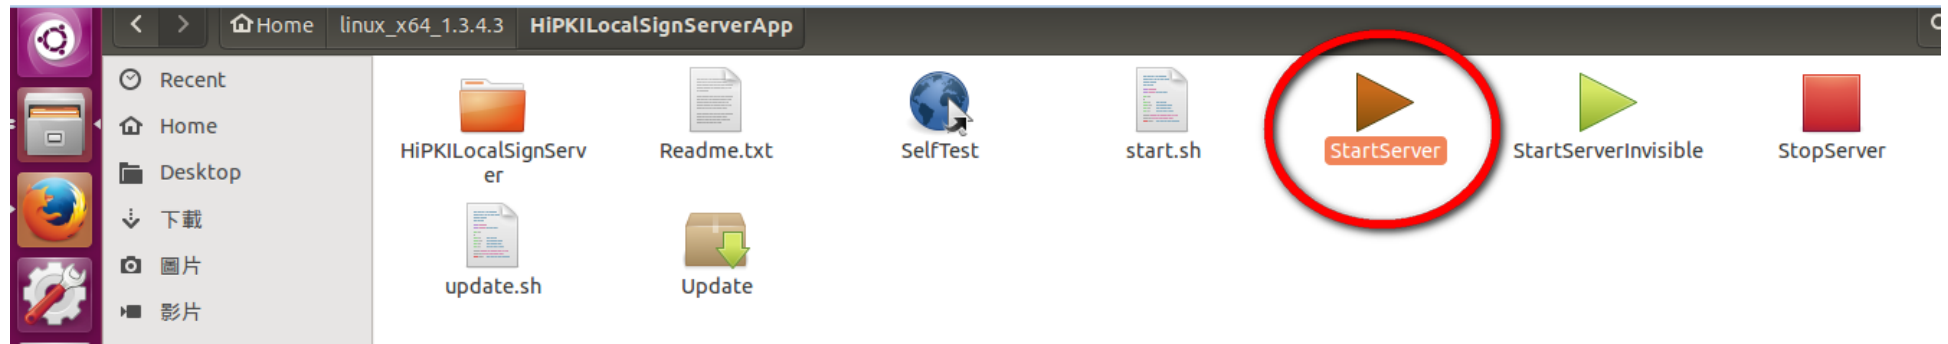 Home linux_x64_1.3.4.3 HiPKILocalSignServerApp
Recent
Home
Desktop
下載
圖片
影片
HiPKILocalSignServ
er
Readme.txt
SelfTest
start.sh
StartServer
StartServerInvisible
StopServer
update.sh
Update